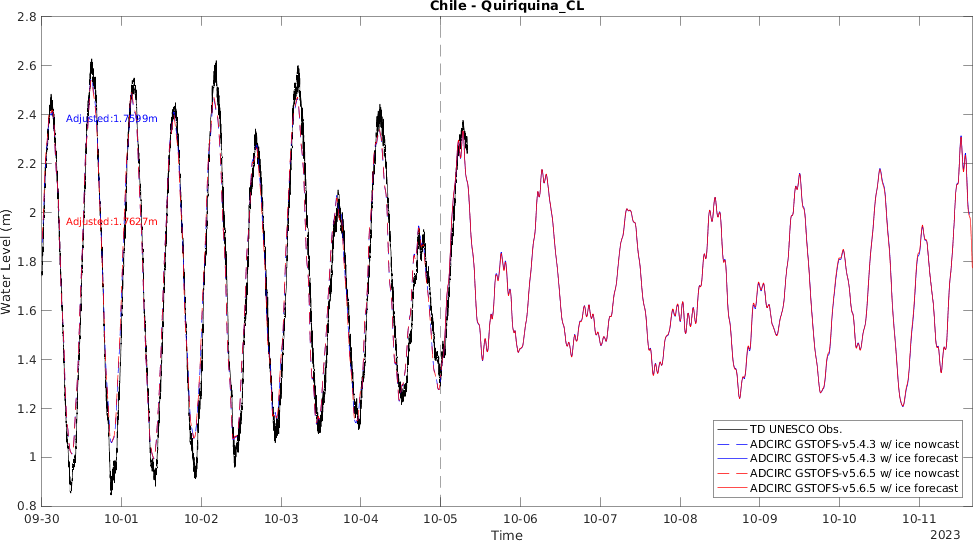 Chile - Quiriquina_CL
2.8
2.6
2.4
2.2
2
1.8
1.6
1.4
1.2
1
0.8
Water Level (m)
Adjusted:1.7599m
Adjusted:1.7627m
TD UNESCO Obs.
ADCIRC GSTOFS-v5.4.3 w/ ice nowcast
ADCIRC GSTOFS-v5.4.3 w/ ice forecast
ADCIRC GSTOFS-v5.6.5 w/ ice nowcast
ADCIRC GSTOFS-v5.6.5 w/ ice forecast
09-30 10-01 10-02 10-03 10-04 10-05 10-06 10-07 10-08 10-09 10-10 10-11
Time
2023